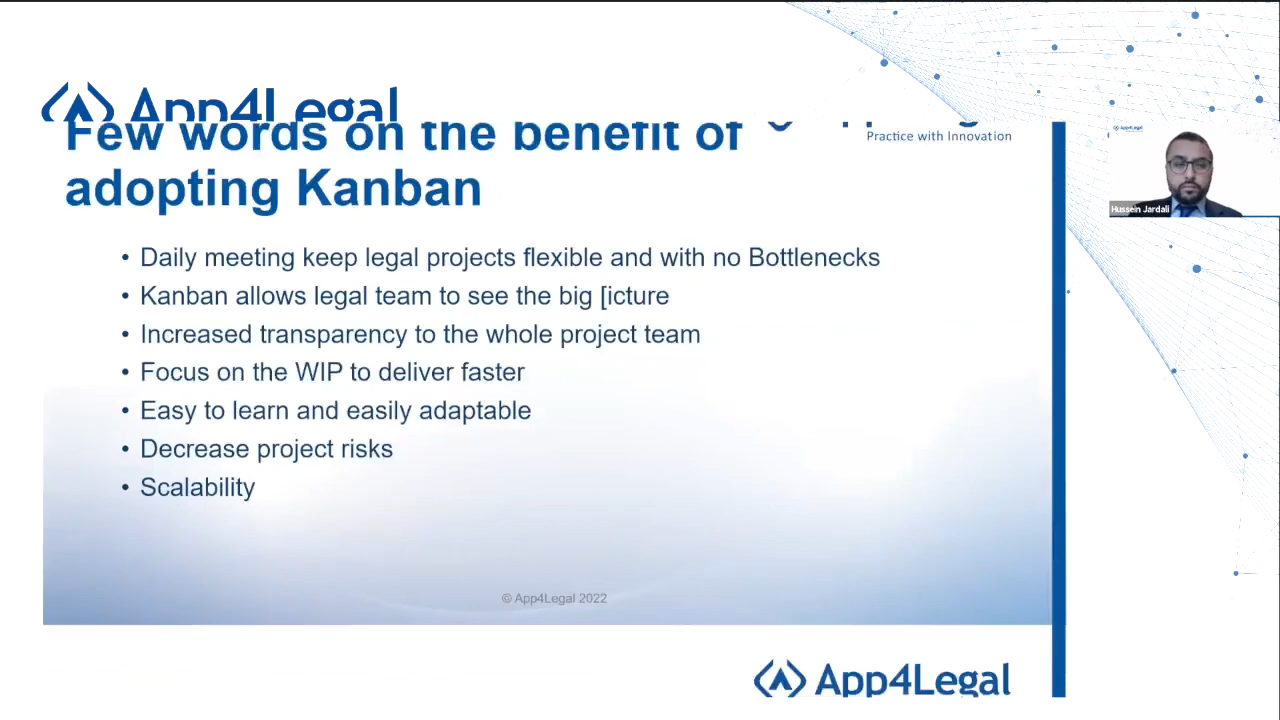 App4Legal
Few words on the benefit of
adopting Kanban
Practice with Innovation
Hussein Jardali
• Daily meeting keep legal projects flexible and with no Bottlenecks
• Kanban allows legal team to see the big [icture
• Increased transparency to the whole project team
• Focus on the WIP to deliver faster
• Easy to learn and easily adaptable
• Decrease project risks
• Scalability
© App4Legal 2022
App4Legal